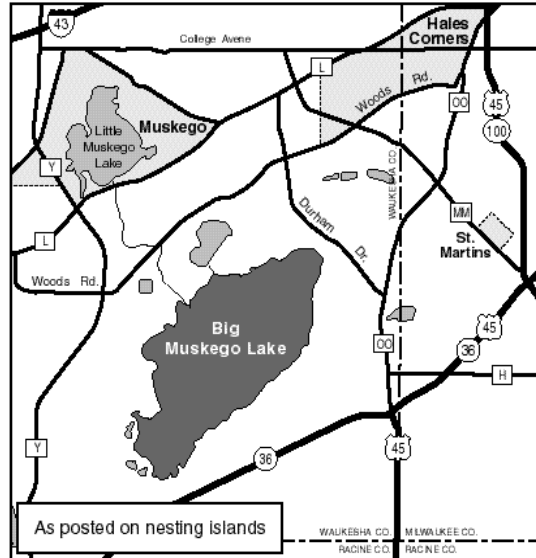 43
College Avene
Hales
Corners
L
Woods Rd.
OO
45
100
Little
Muskego
Lake
Muskego
Y
WAUKESHA CO.
MM
Durham
Dr.
St.
Martins
L
Woods Rd.
Big
Muskego Lake
45
36
OO
H
36
45
Y
As posted on nesting islands
WAUKESHA CO.
MILWAUKEE CO.
RACINE CO.
RACINE CO.